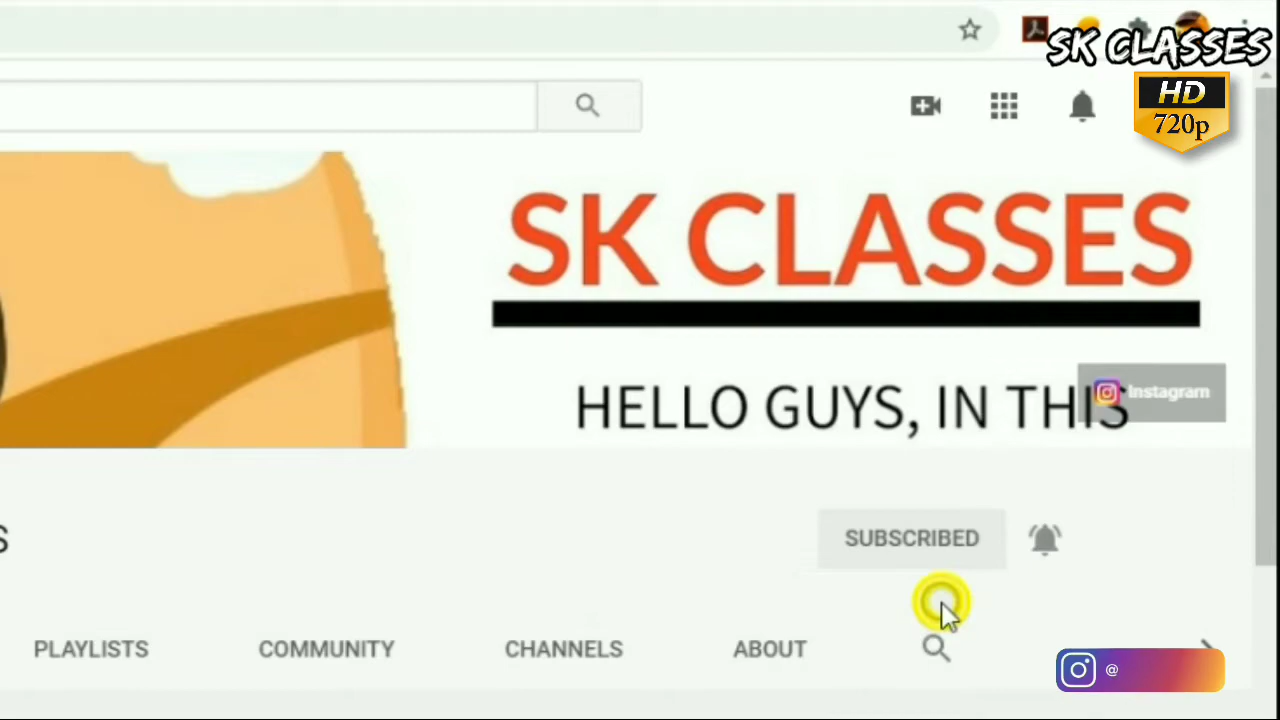 SK CLASSES
HD
720p
SK CLASSES
HELLO GUYS, IN THIS
Instagram
S
SUBSCRIBED
PLAYLISTS COMMUNITY CHANNELS ABOUT
@